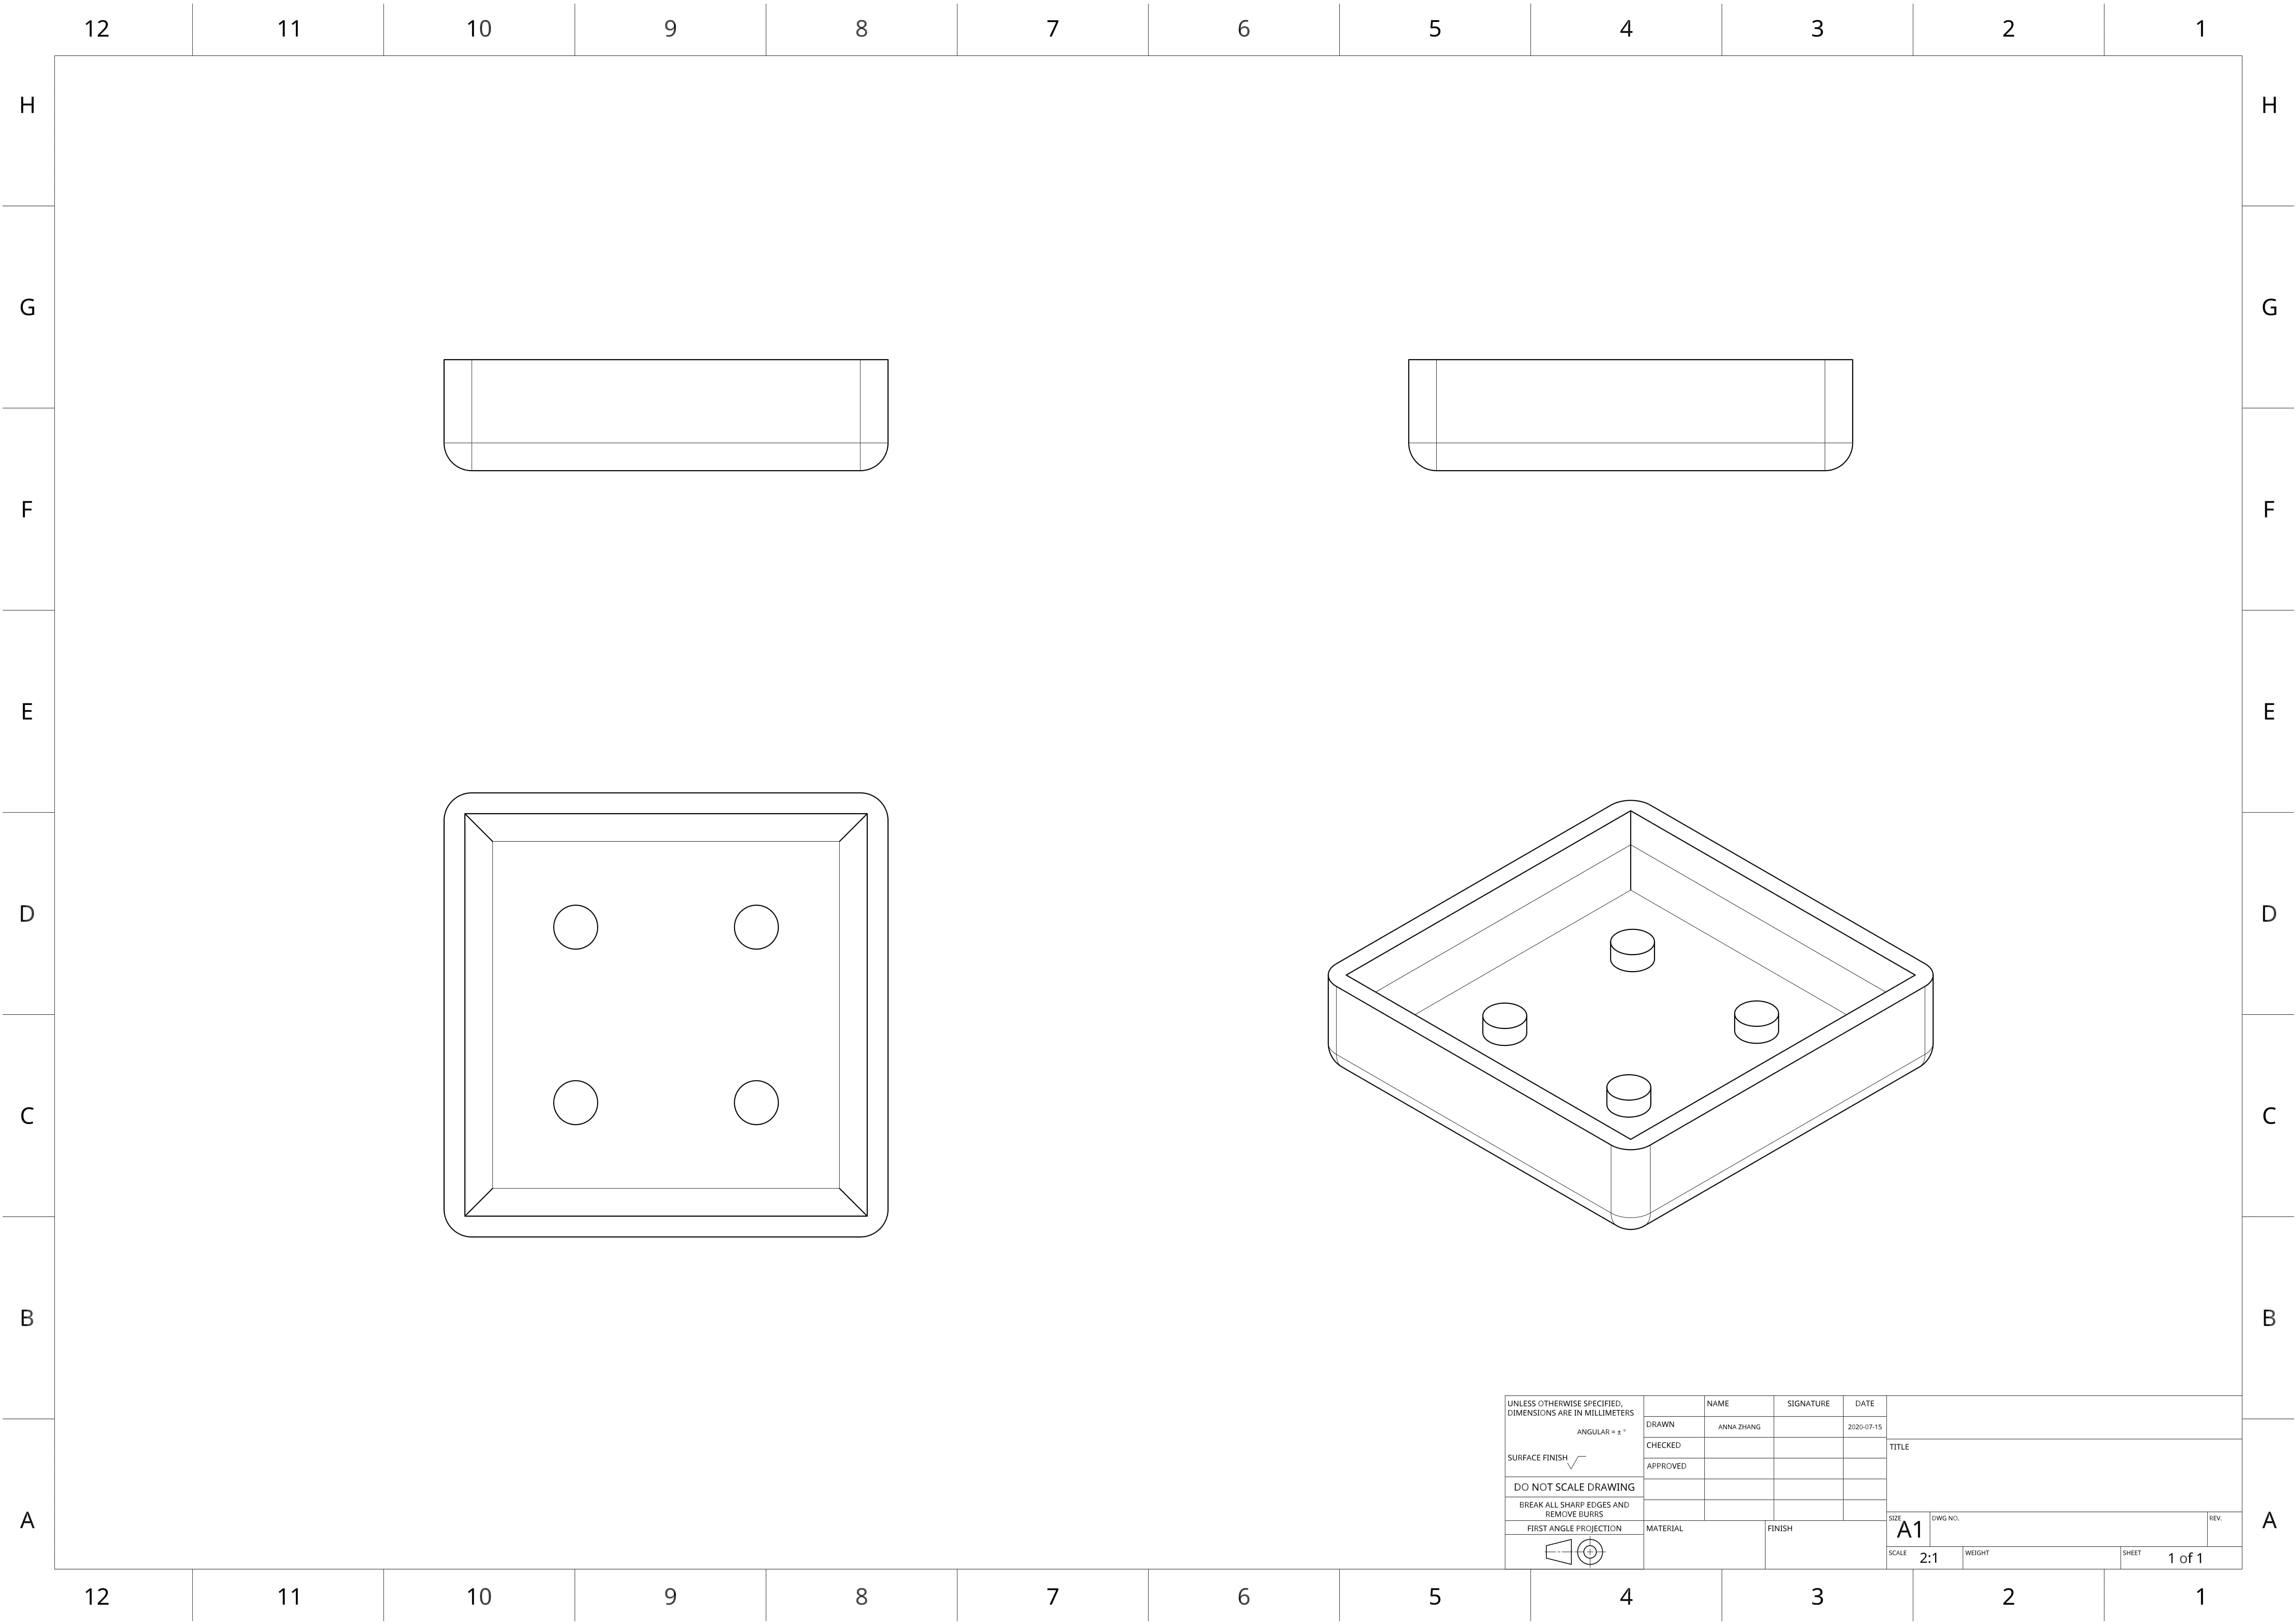 12 11 10 9 8 7 6 5 4 3 2 1
H H
G G
F F
E E
D D
C C
B B
UNLESS OTHERWISE SPECIFIED,
DIMENSIONS ARE IN MILLIMETERS
ANGULAR = ± °
SURFACE FINISH
DO NOT SCALE DRAWING
BREAK ALL SHARP EDGES AND
REMOVE BURRS
FIRST ANGLE PROJECTION
NAME SIGNATURE DATE
DRAWN ANNA ZHANG 2020-07-15
CHECKED
APPROVED
MATERIAL FINISH
TITLE
SIZE A1 DWG NO. REV.
SCALE 2:1 WEIGHT SHEET 1 of 1
A A
12 11 10 9 8 7 6 5 4 3 2 1